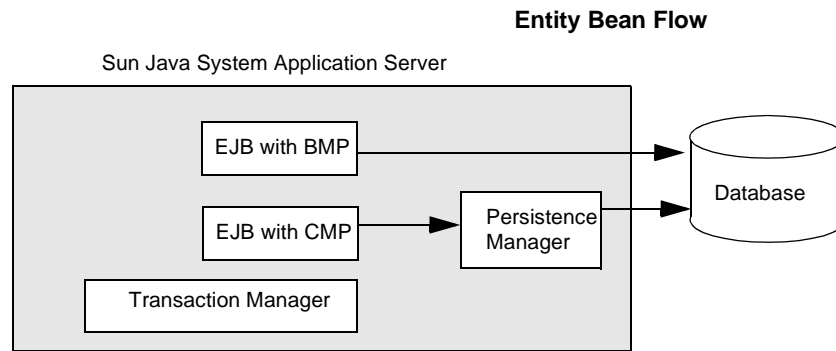 Entity Bean Flow
Sun Java System Application Server
EJB with BMP
Database
EJB with CMP
Persistence
Manager
Transaction Manager